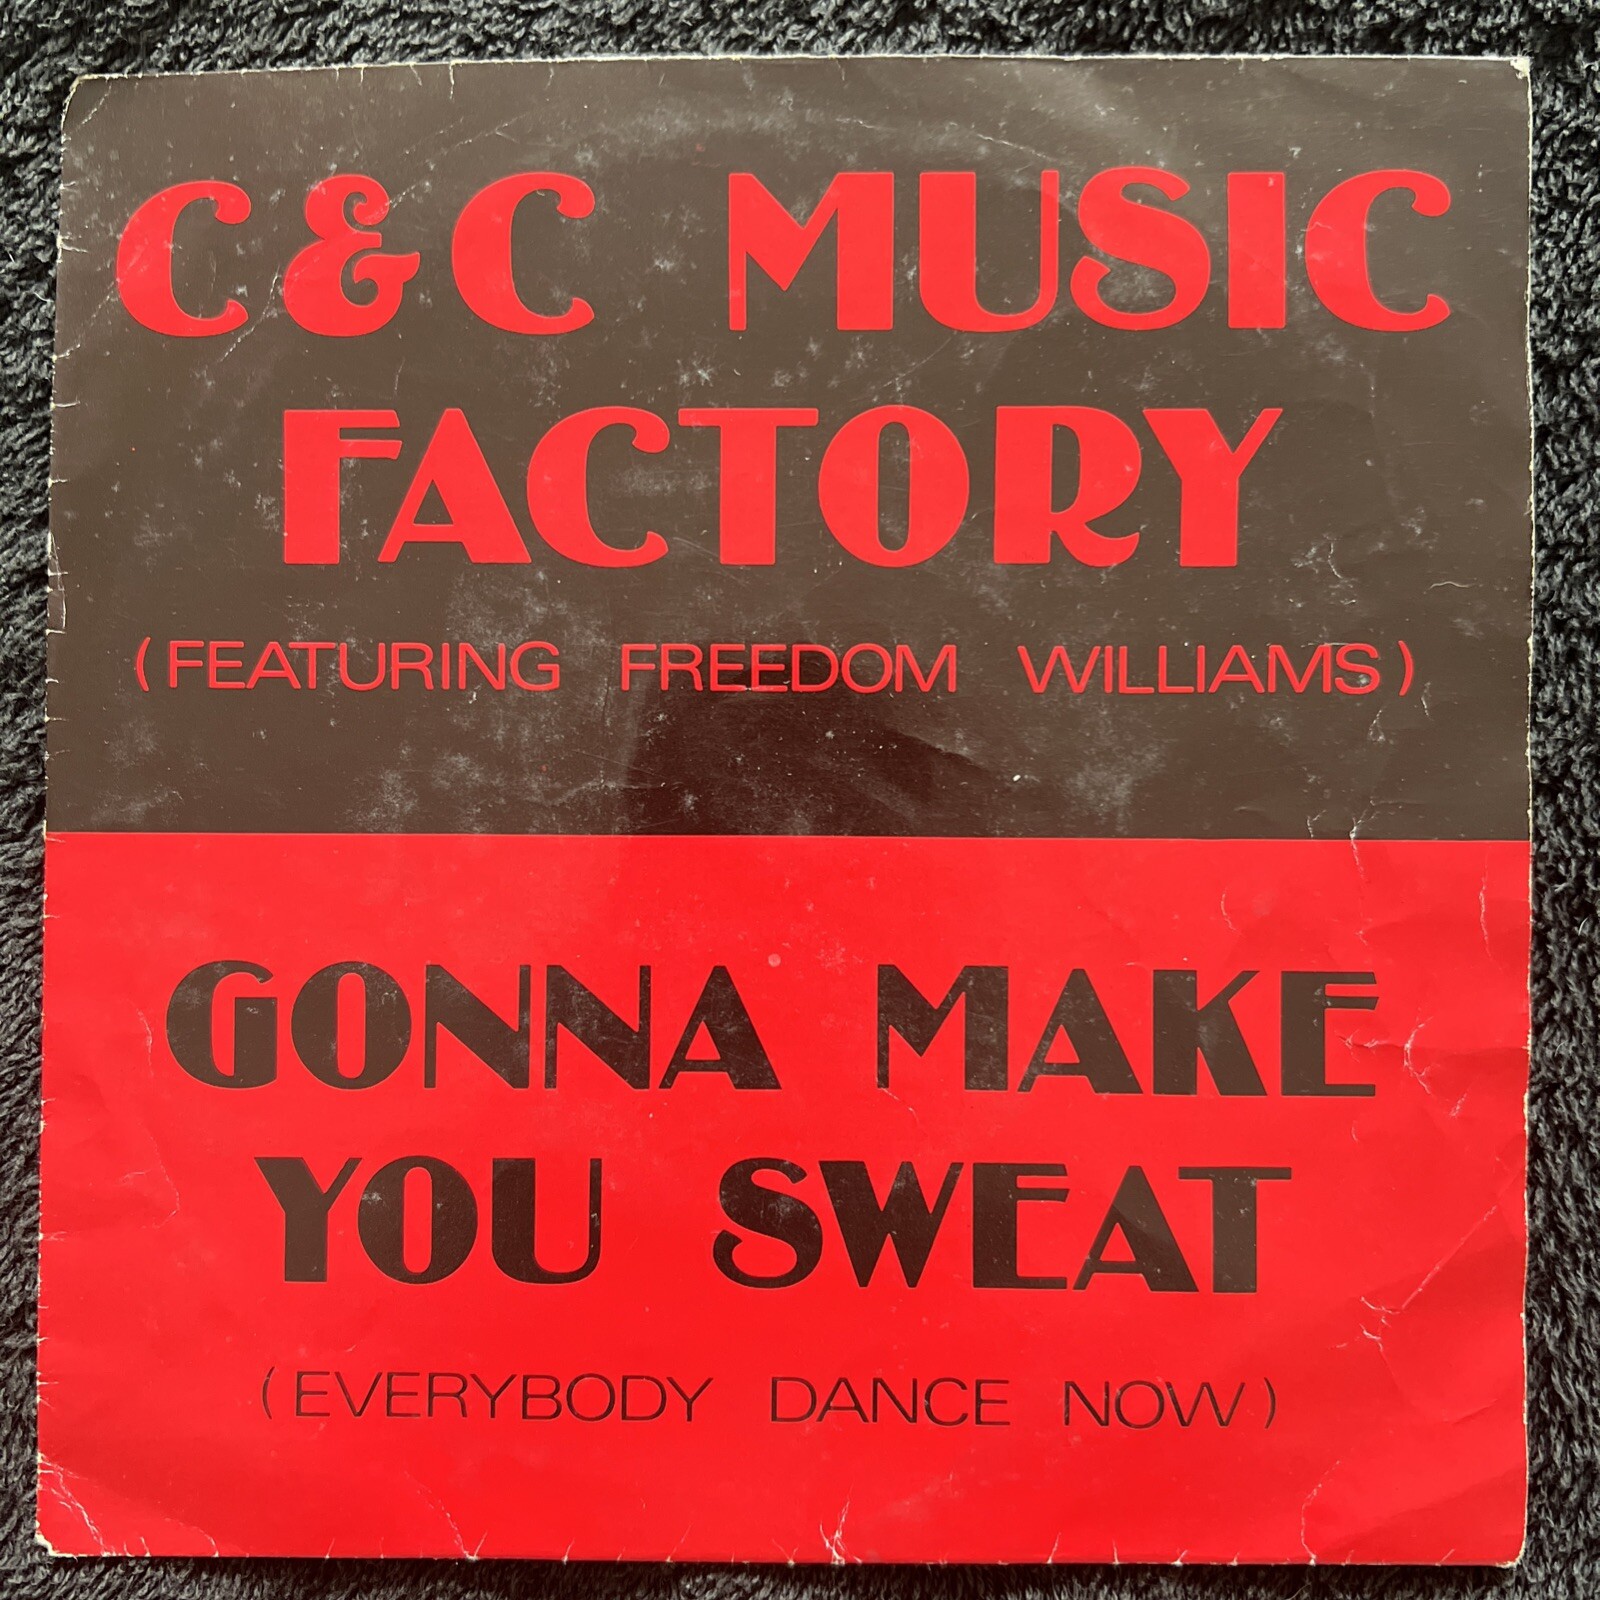 C & C MUSIC
FACTORY
(FEATURING FREEDOM WILLIAMS)
GONNA MAKE
YOU SWEAT
(EVERYBODY DANCE NOW)